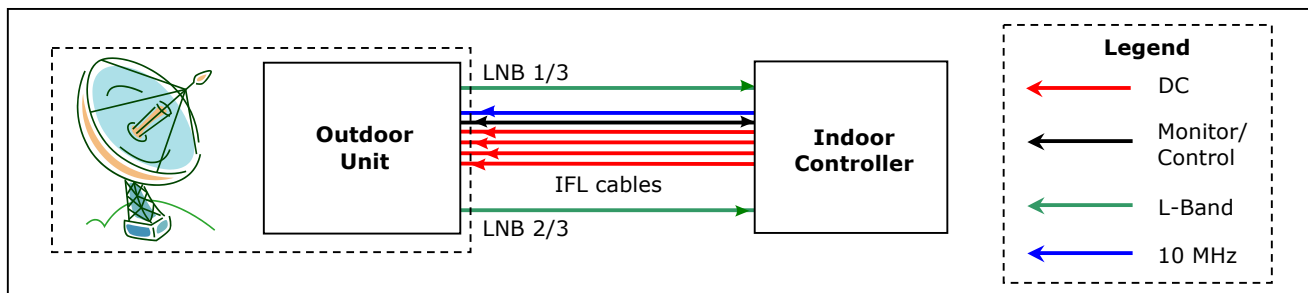 LNB 1/3
Outdoor
Unit
Indoor
Controller
IFL cables
LNB 2/3
Legend
DC
Monitor/
Control
L-Band
10 MHz